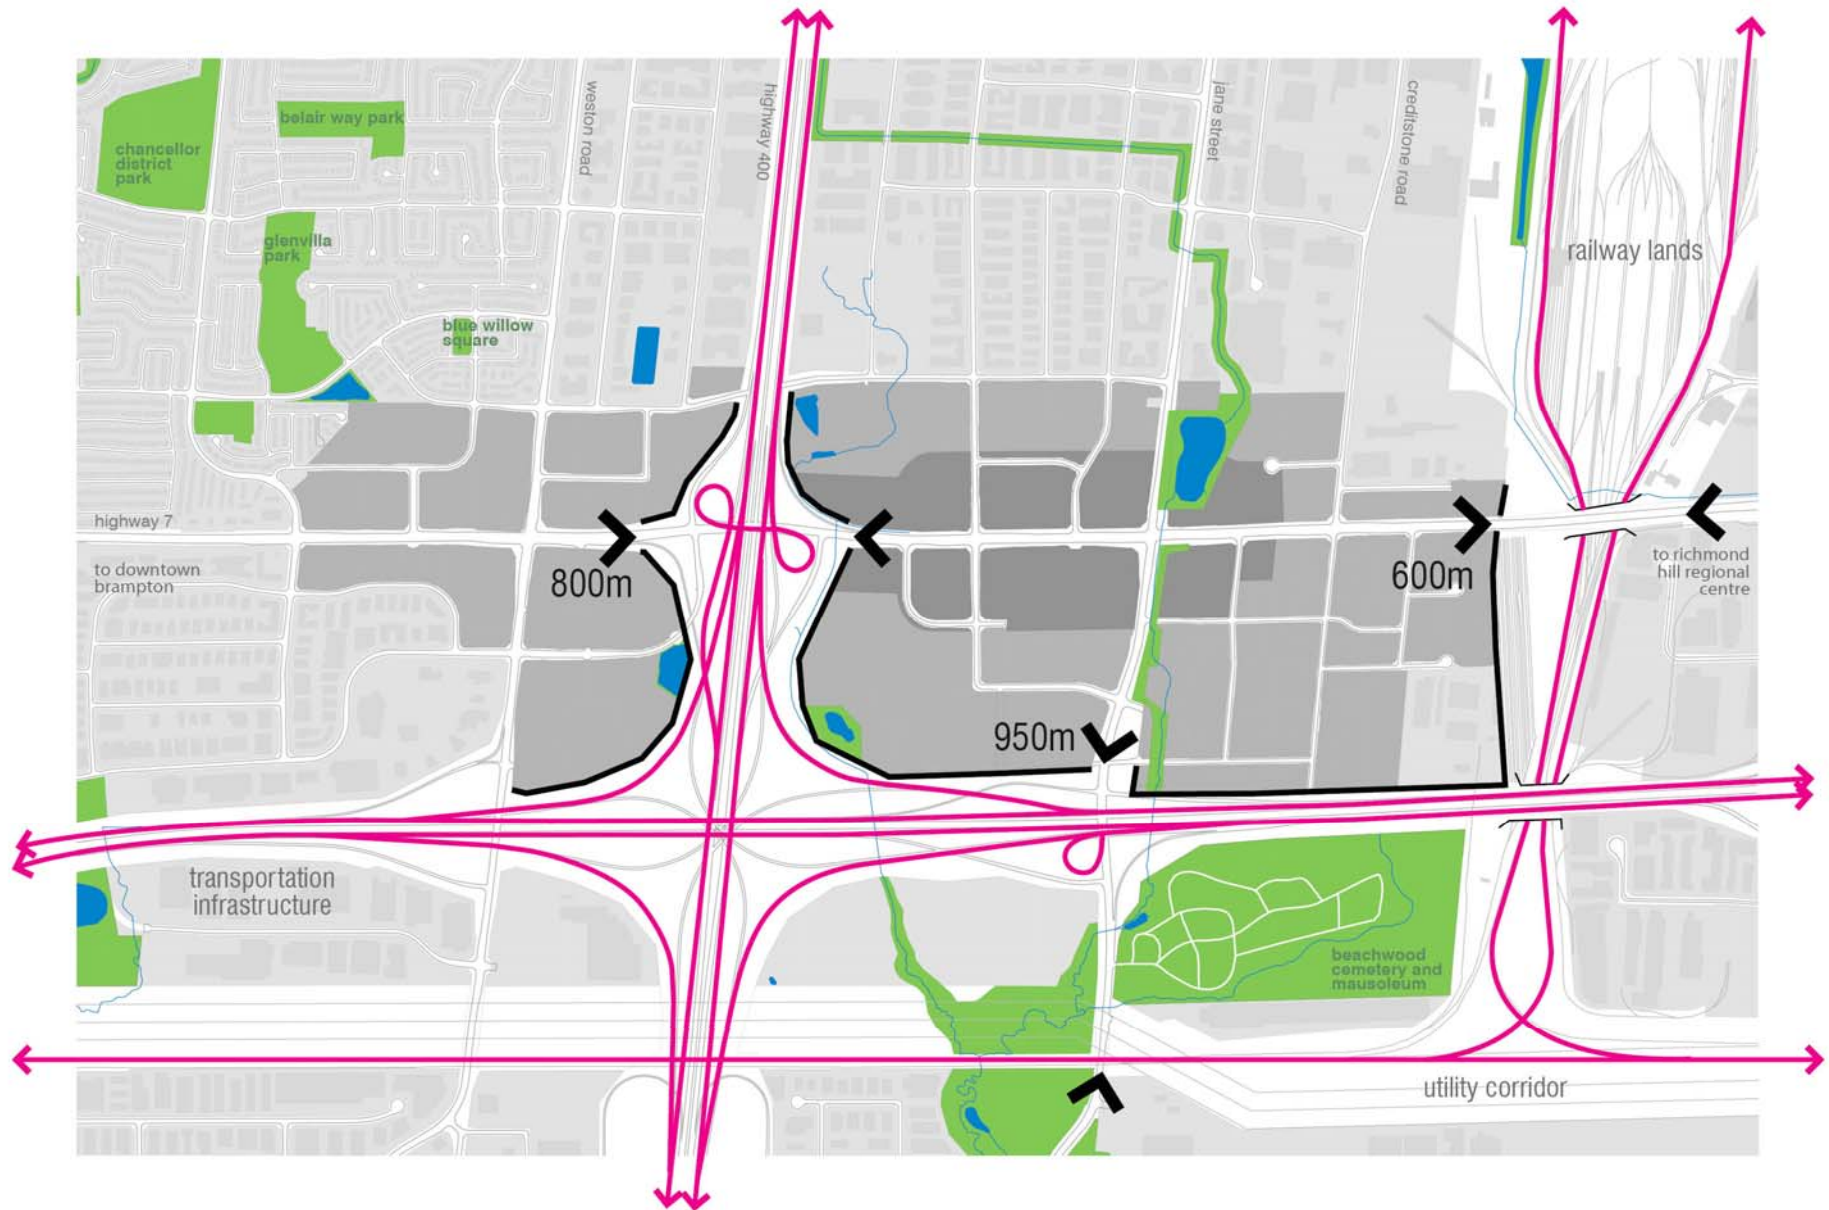 weston road
highway 400
jane street
creditstone road
belair way park
chancellor
district
park
glenvilla
park
railway lands
blue willow
square
highway 7
to downtown
brampton
800m
600m
to richmond
hill regional
centre
950m
transportation
infrastructure
beachwood
cemetery and
mausoleum
utility corridor